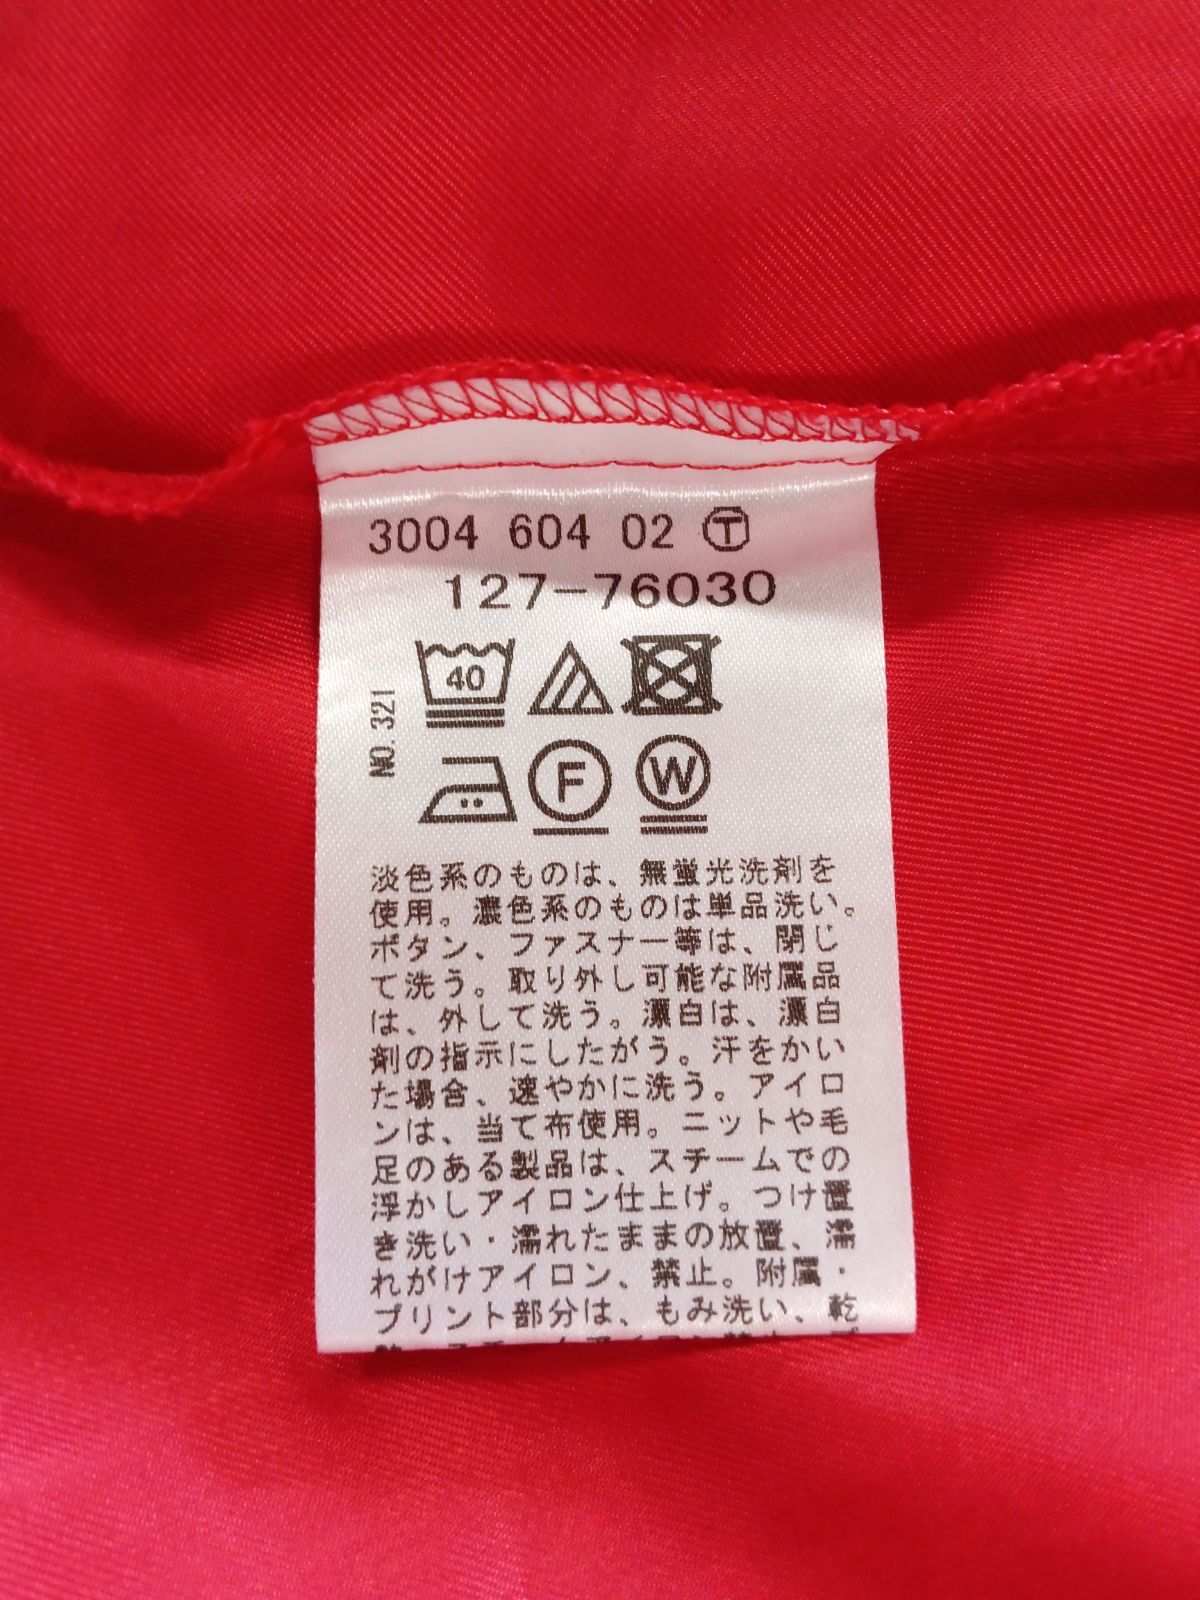 3004 604 02 Ⓣ
127-76030
NO.321
40
F
W
淡色系のものは、無蛍光洗剤を
使用。濃色系のものは単品洗い。
ボタン、ファスナー等は、閉じ
て洗う。取り外し可能な附属品
は、外して洗う。漂白は、漂白
剤の指示にしたがう。汗をかい
た場合、速やかに洗う。アイロ
ンは、当て布使用。ニットや毛
足のある製品は、スチームでの
浮かしアイロン仕上げ。つけ置
き洗い・濡れたままの放置、濡
れがけアイロン、禁止。附属・
プリント部分は、もみ洗い、乾